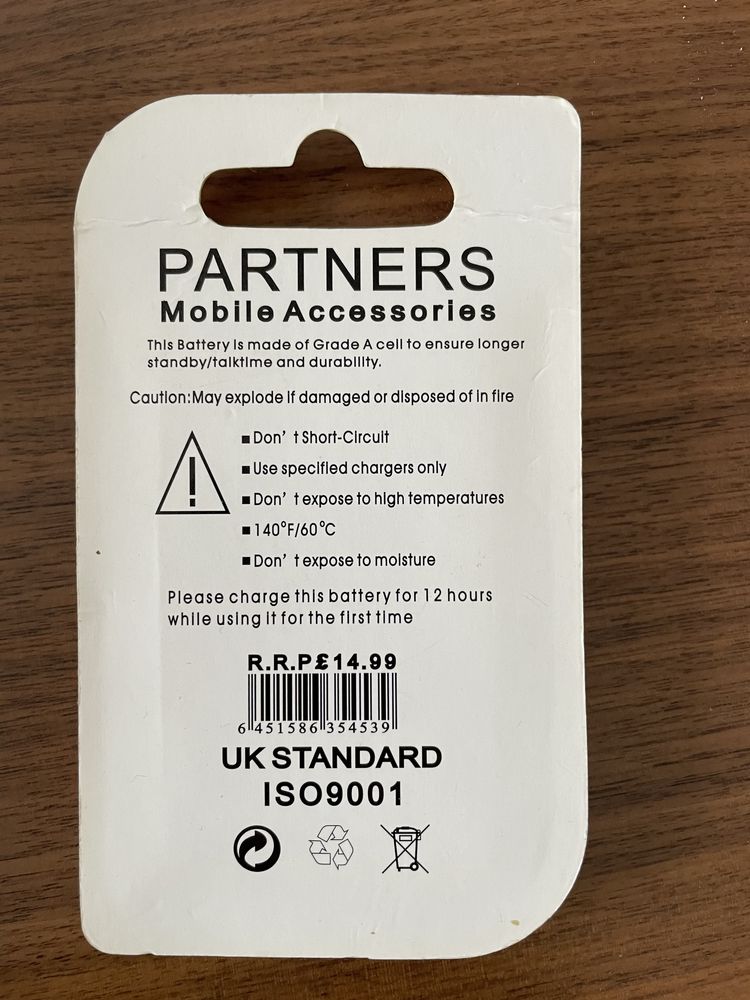 PARTNERS
Mobile Accessories
This Battery is made of Grade A cell to ensure longer
standby/talktime and durability.
Caution:May explode if damaged or disposed of in fire
!
■ Don't Short-Circuit
■ Use specified chargers only
■ Don't expose to high temperatures
■ 140°F/60°C
■ Don't expose to moisture
Please charge this battery for 12 hours
while using it for the first time
R.R.P£14.99
6 451586 354539
UK STANDARD
ISO9001